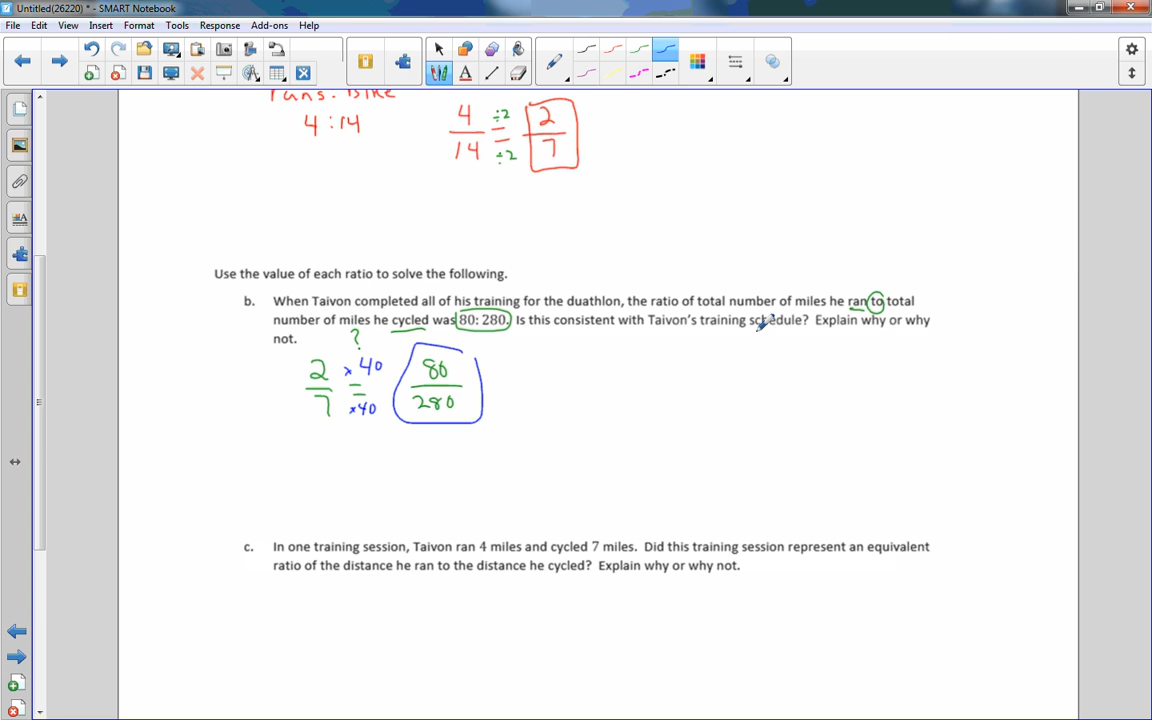 Untitled(26220) * - SMART Notebook
File Edit View Insert Format Tools Response Add-ons Help
rans. bike
4 : 14
4 ÷2 2
14 = 7
÷2
Use the value of each ratio to solve the following.
b. When Taivon completed all of his training for the duathlon, the ratio of total number of miles he ran to total
number of miles he cycled was 80: 280. Is this consistent with Taivon's training schedule? Explain why or why
not.
?
2 × 40 80
=
7 ×40 280
c. In one training session, Taivon ran 4 miles and cycled 7 miles. Did this training session represent an equivalent
ratio of the distance he ran to the distance he cycled? Explain why or why not.